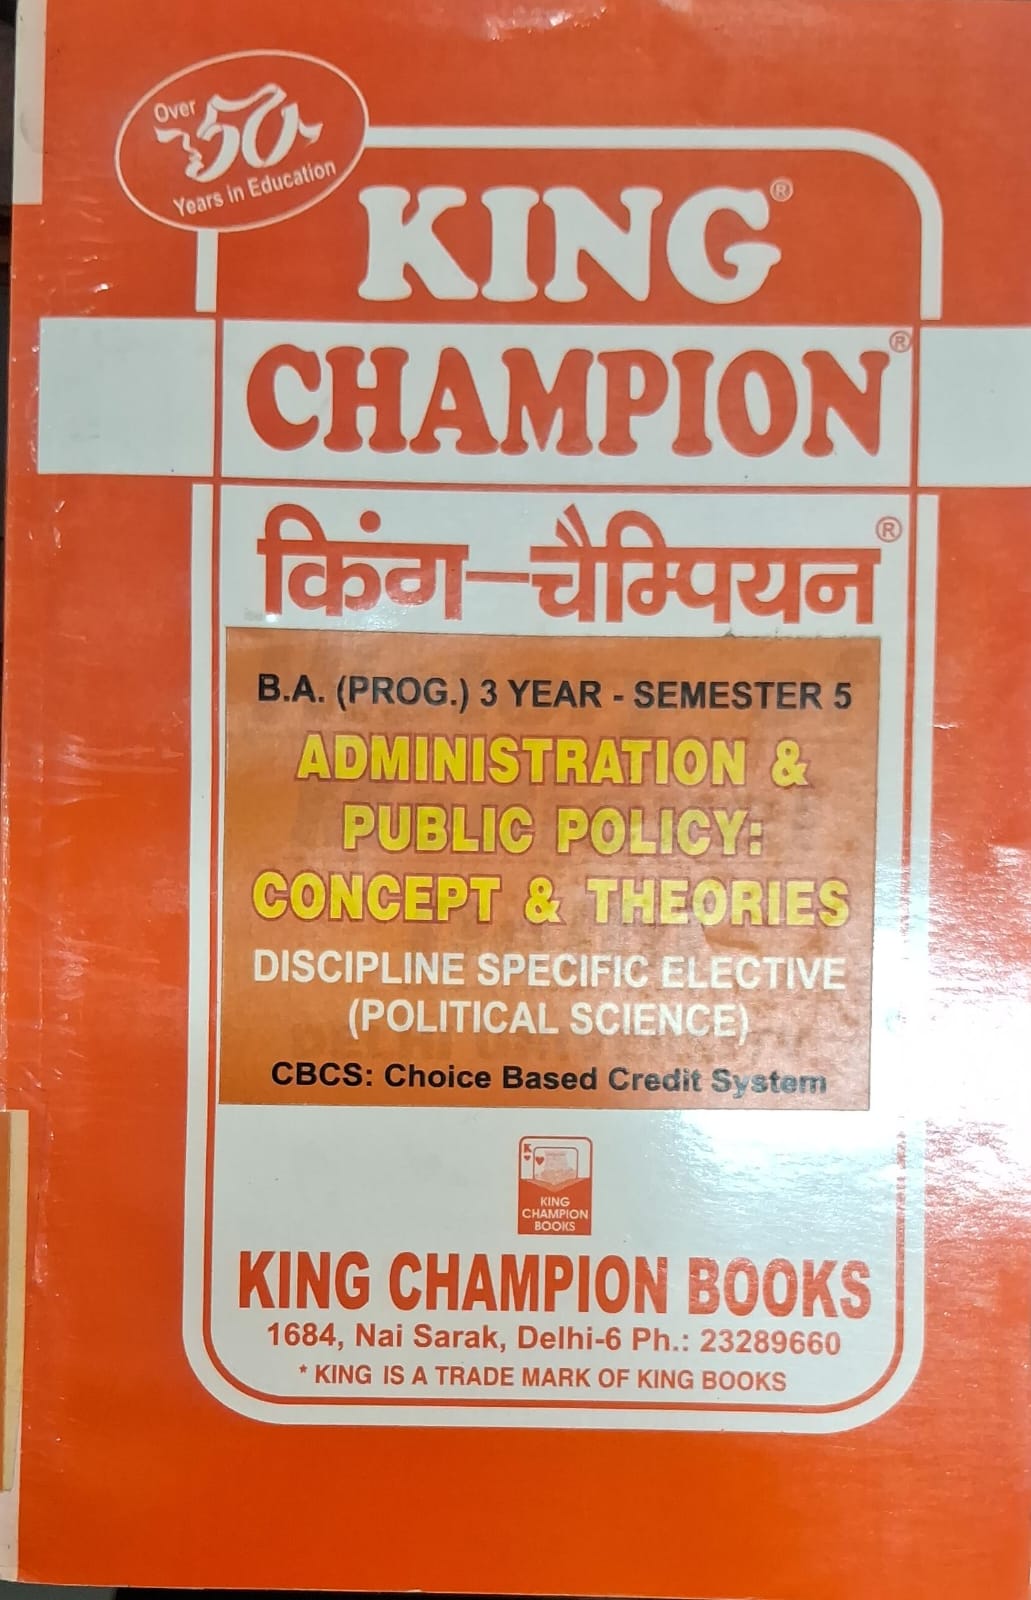 Over
50
Years in Education
KING®
CHAMPION®
किंग-चैम्पियन®
B.A. (PROG.) 3 YEAR - SEMESTER 5
ADMINISTRATION &
PUBLIC POLICY:
CONCEPT & THEORIES
DISCIPLINE SPECIFIC ELECTIVE
(POLITICAL SCIENCE)
CBCS: Choice Based Credit System
K
KING
CHAMPION
BOOKS
KING CHAMPION BOOKS
1684, Nai Sarak, Delhi-6 Ph.: 23289660
* KING IS A TRADE MARK OF KING BOOKS